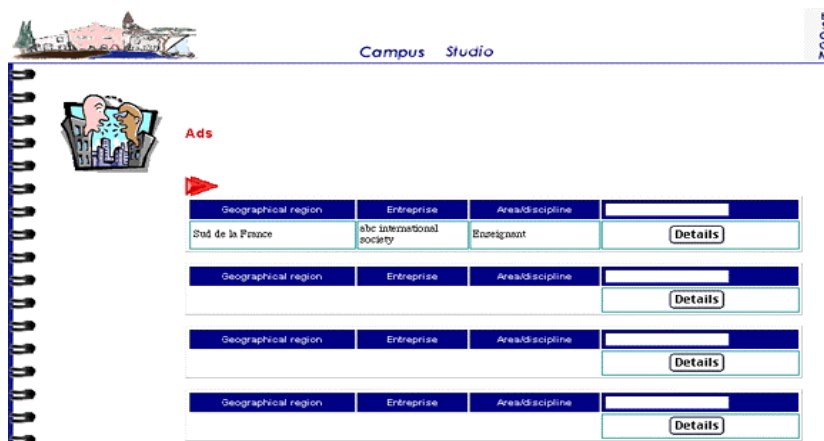 Campus Studio
Ads
Geographical region Entreprise Area/discipline
Sud de la France abc international society Enseignant Details
Geographical region Entreprise Area/discipline
Details
Geographical region Entreprise Area/discipline
Details
Geographical region Entreprise Area/discipline
Details